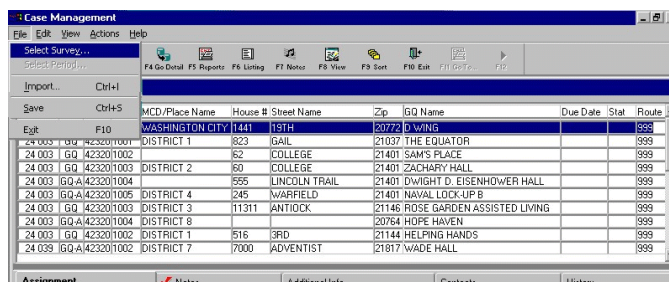 Case Management
File Edit View Actions Help
Select Survey...
Select Period...
Import... Ctrl+I
Save Ctrl+S
Exit F10
F4 Go Detail F5 Reports F6 Listing F7 Notes F8 View F9 Sort F10 Exit F11 GoTo... F12
MCD/Place Name House # Street Name Zip GQ Name Due Date Stat Route
WASHINGTON CITY 1441 19TH 20772 D WING 999
24 003 GQ 42320 1001 DISTRICT 1 823 GAIL 21037 THE EQUATOR 999
24 003 GQ 42320 1002 62 COLLEGE 21401 SAM'S PLACE 999
24 003 GQ 42320 1003 DISTRICT 2 60 COLLEGE 21401 ZACHARY HALL 999
24 003 GQ-A 42320 1004 555 LINCOLN TRAIL 21401 DWIGHT D. EISENHOWER HALL 999
24 003 GQ-A 42320 1005 DISTRICT 4 245 WARFIELD 21401 NAVAL LOCK-UP B 999
24 003 GQ 42320 1003 DISTRICT 3 11311 ANTIOCK 21146 ROSE GARDEN ASSISTED LIVING 999
24 003 GQ-A 42320 1004 DISTRICT 8 20764 HOPE HAVEN 999
24 003 GQ 42320 1002 DISTRICT 1 516 3RD 21144 HELPING HANDS 999
24 039 GQ-A 42320 1002 DISTRICT 7 7000 ADVENTIST 21817 WADE HALL 999
Assignment Notes Additional Info Contacts History